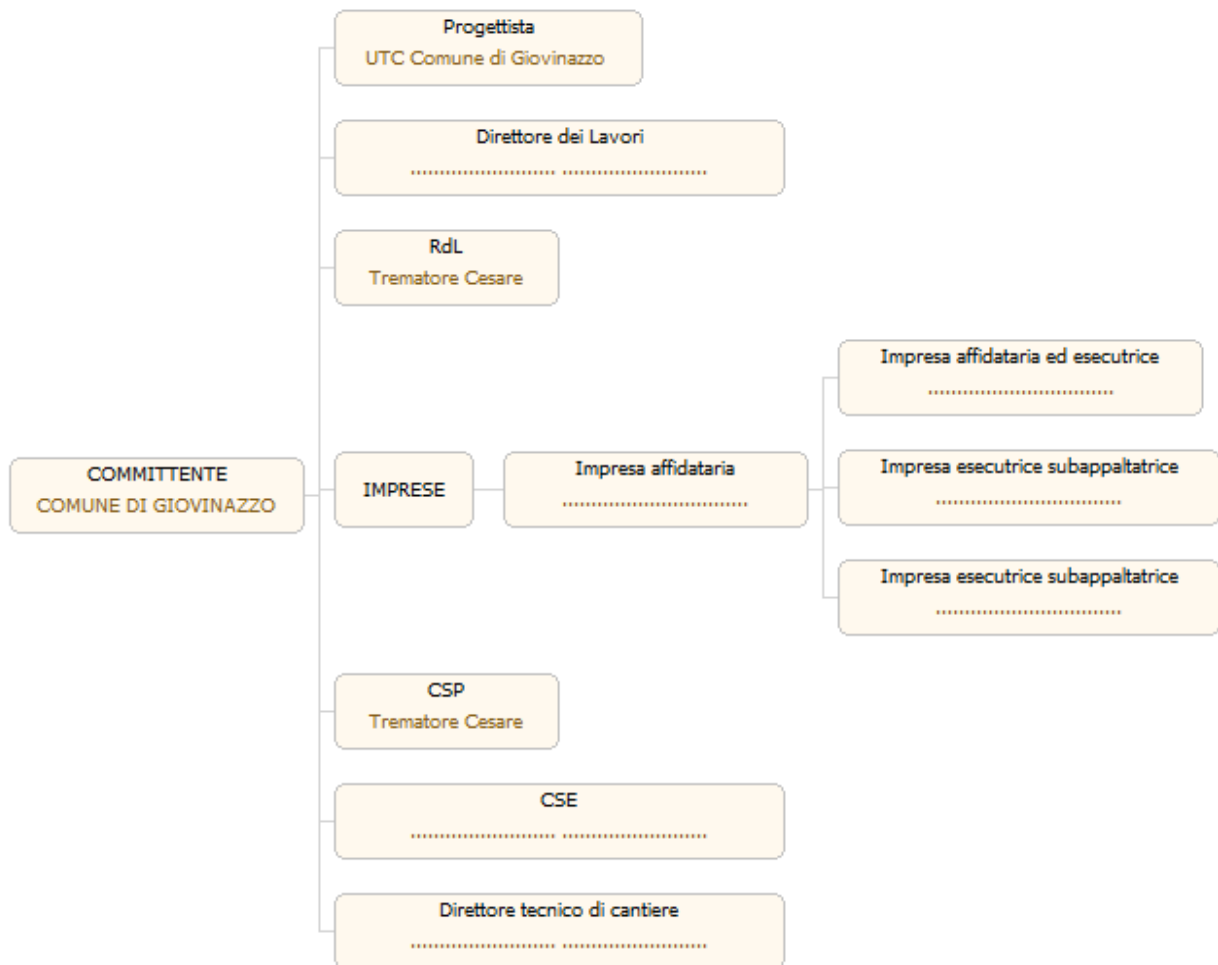 Progettista
UTC Comune di Giovinazzo
Direttore dei Lavori
......................... .........................
RdL
Trematore Cesare
Impresa affidataria ed esecutrice
................................
COMMITTENTE
COMUNE DI GIOVINAZZO
IMPRESE
Impresa affidataria
................................
Impresa esecutrice subappaltatrice
................................
Impresa esecutrice subappaltatrice
................................
CSP
Trematore Cesare
CSE
......................... .........................
Direttore tecnico di cantiere
......................... .........................